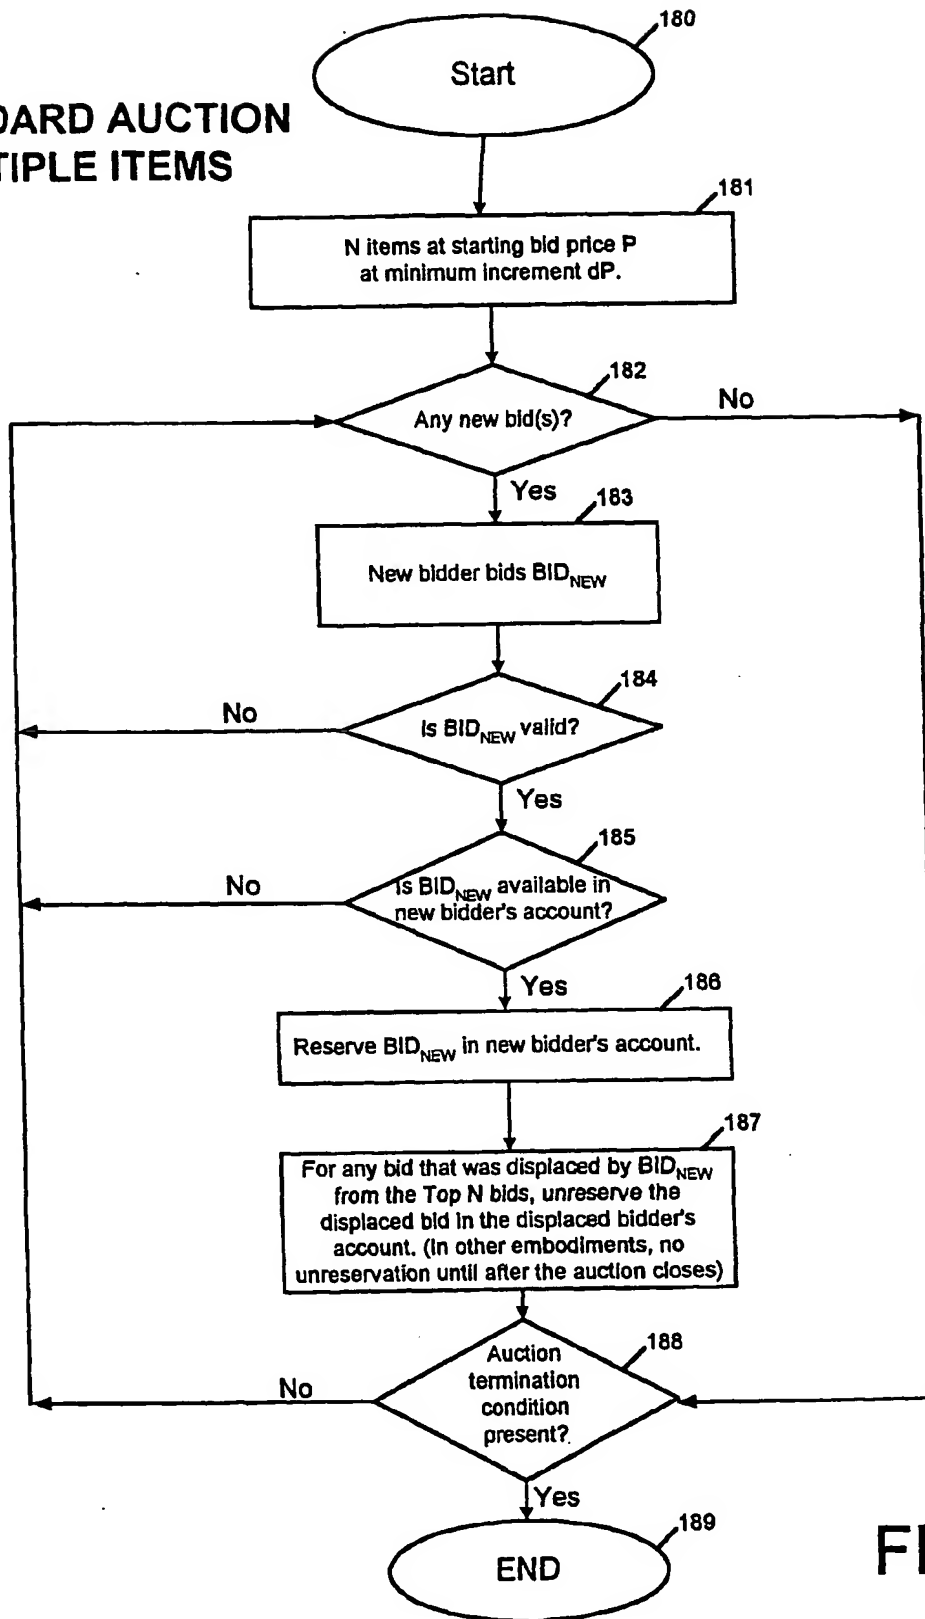 180
Start
DARD AUCTION
TIPLE ITEMS
181
N items at starting bid price P
at minimum increment dP.
182
Any new bid(s)?
No
Yes
183
New bidder bids BIDNEW
184
Is BIDNEW valid?
No
Yes
185
Is BIDNEW available in
new bidder's account?
No
Yes
186
Reserve BIDNEW in new bidder's account.
187
For any bid that was displaced by BIDNEW
from the Top N bids, unreserve the
displaced bid in the displaced bidder's
account. (In other embodiments, no
unreservation until after the auction closes)
188
Auction
termination
condition
present?
No
Yes
189
END
FI